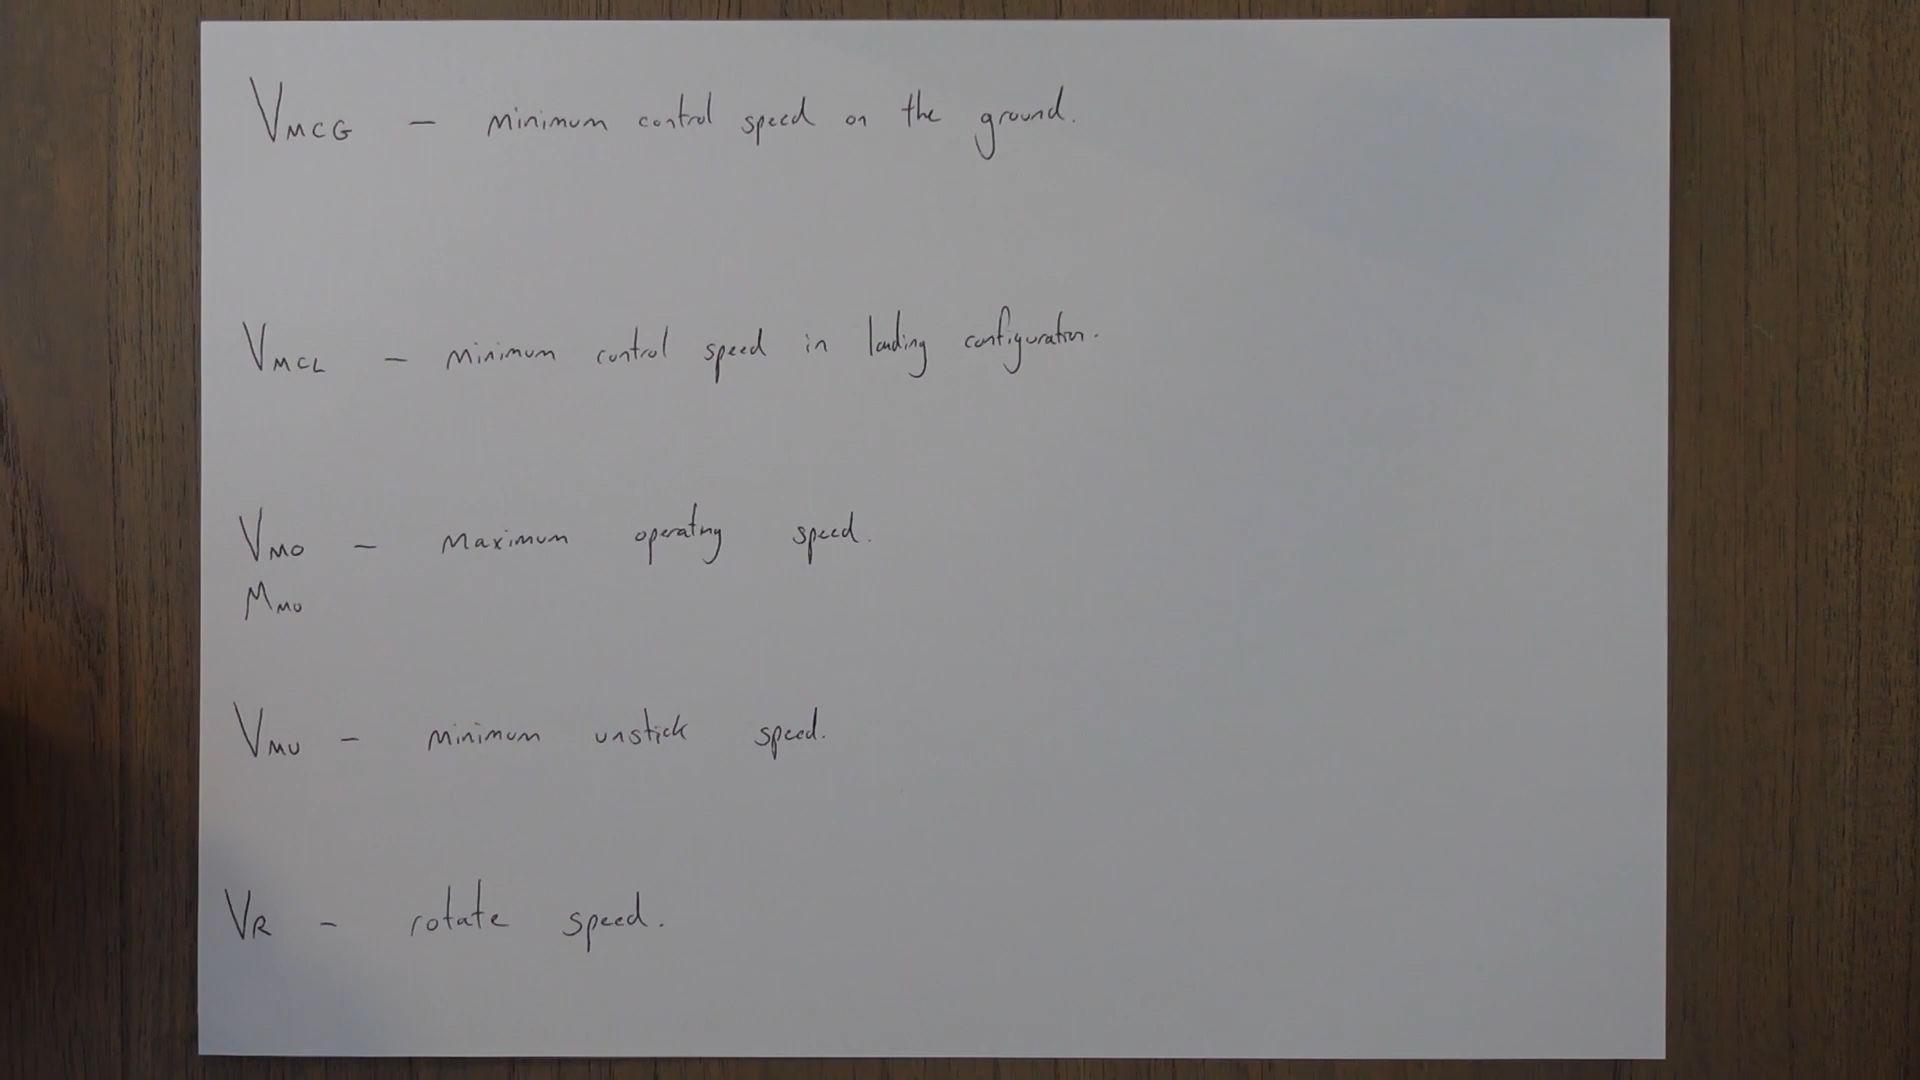 VMCG – minimum control speed on the ground.
VMCL – minimum control speed in landing configuration.
VMO – maximum operating speed.
MMO
VMU – minimum unstick speed.
VR – rotate speed.